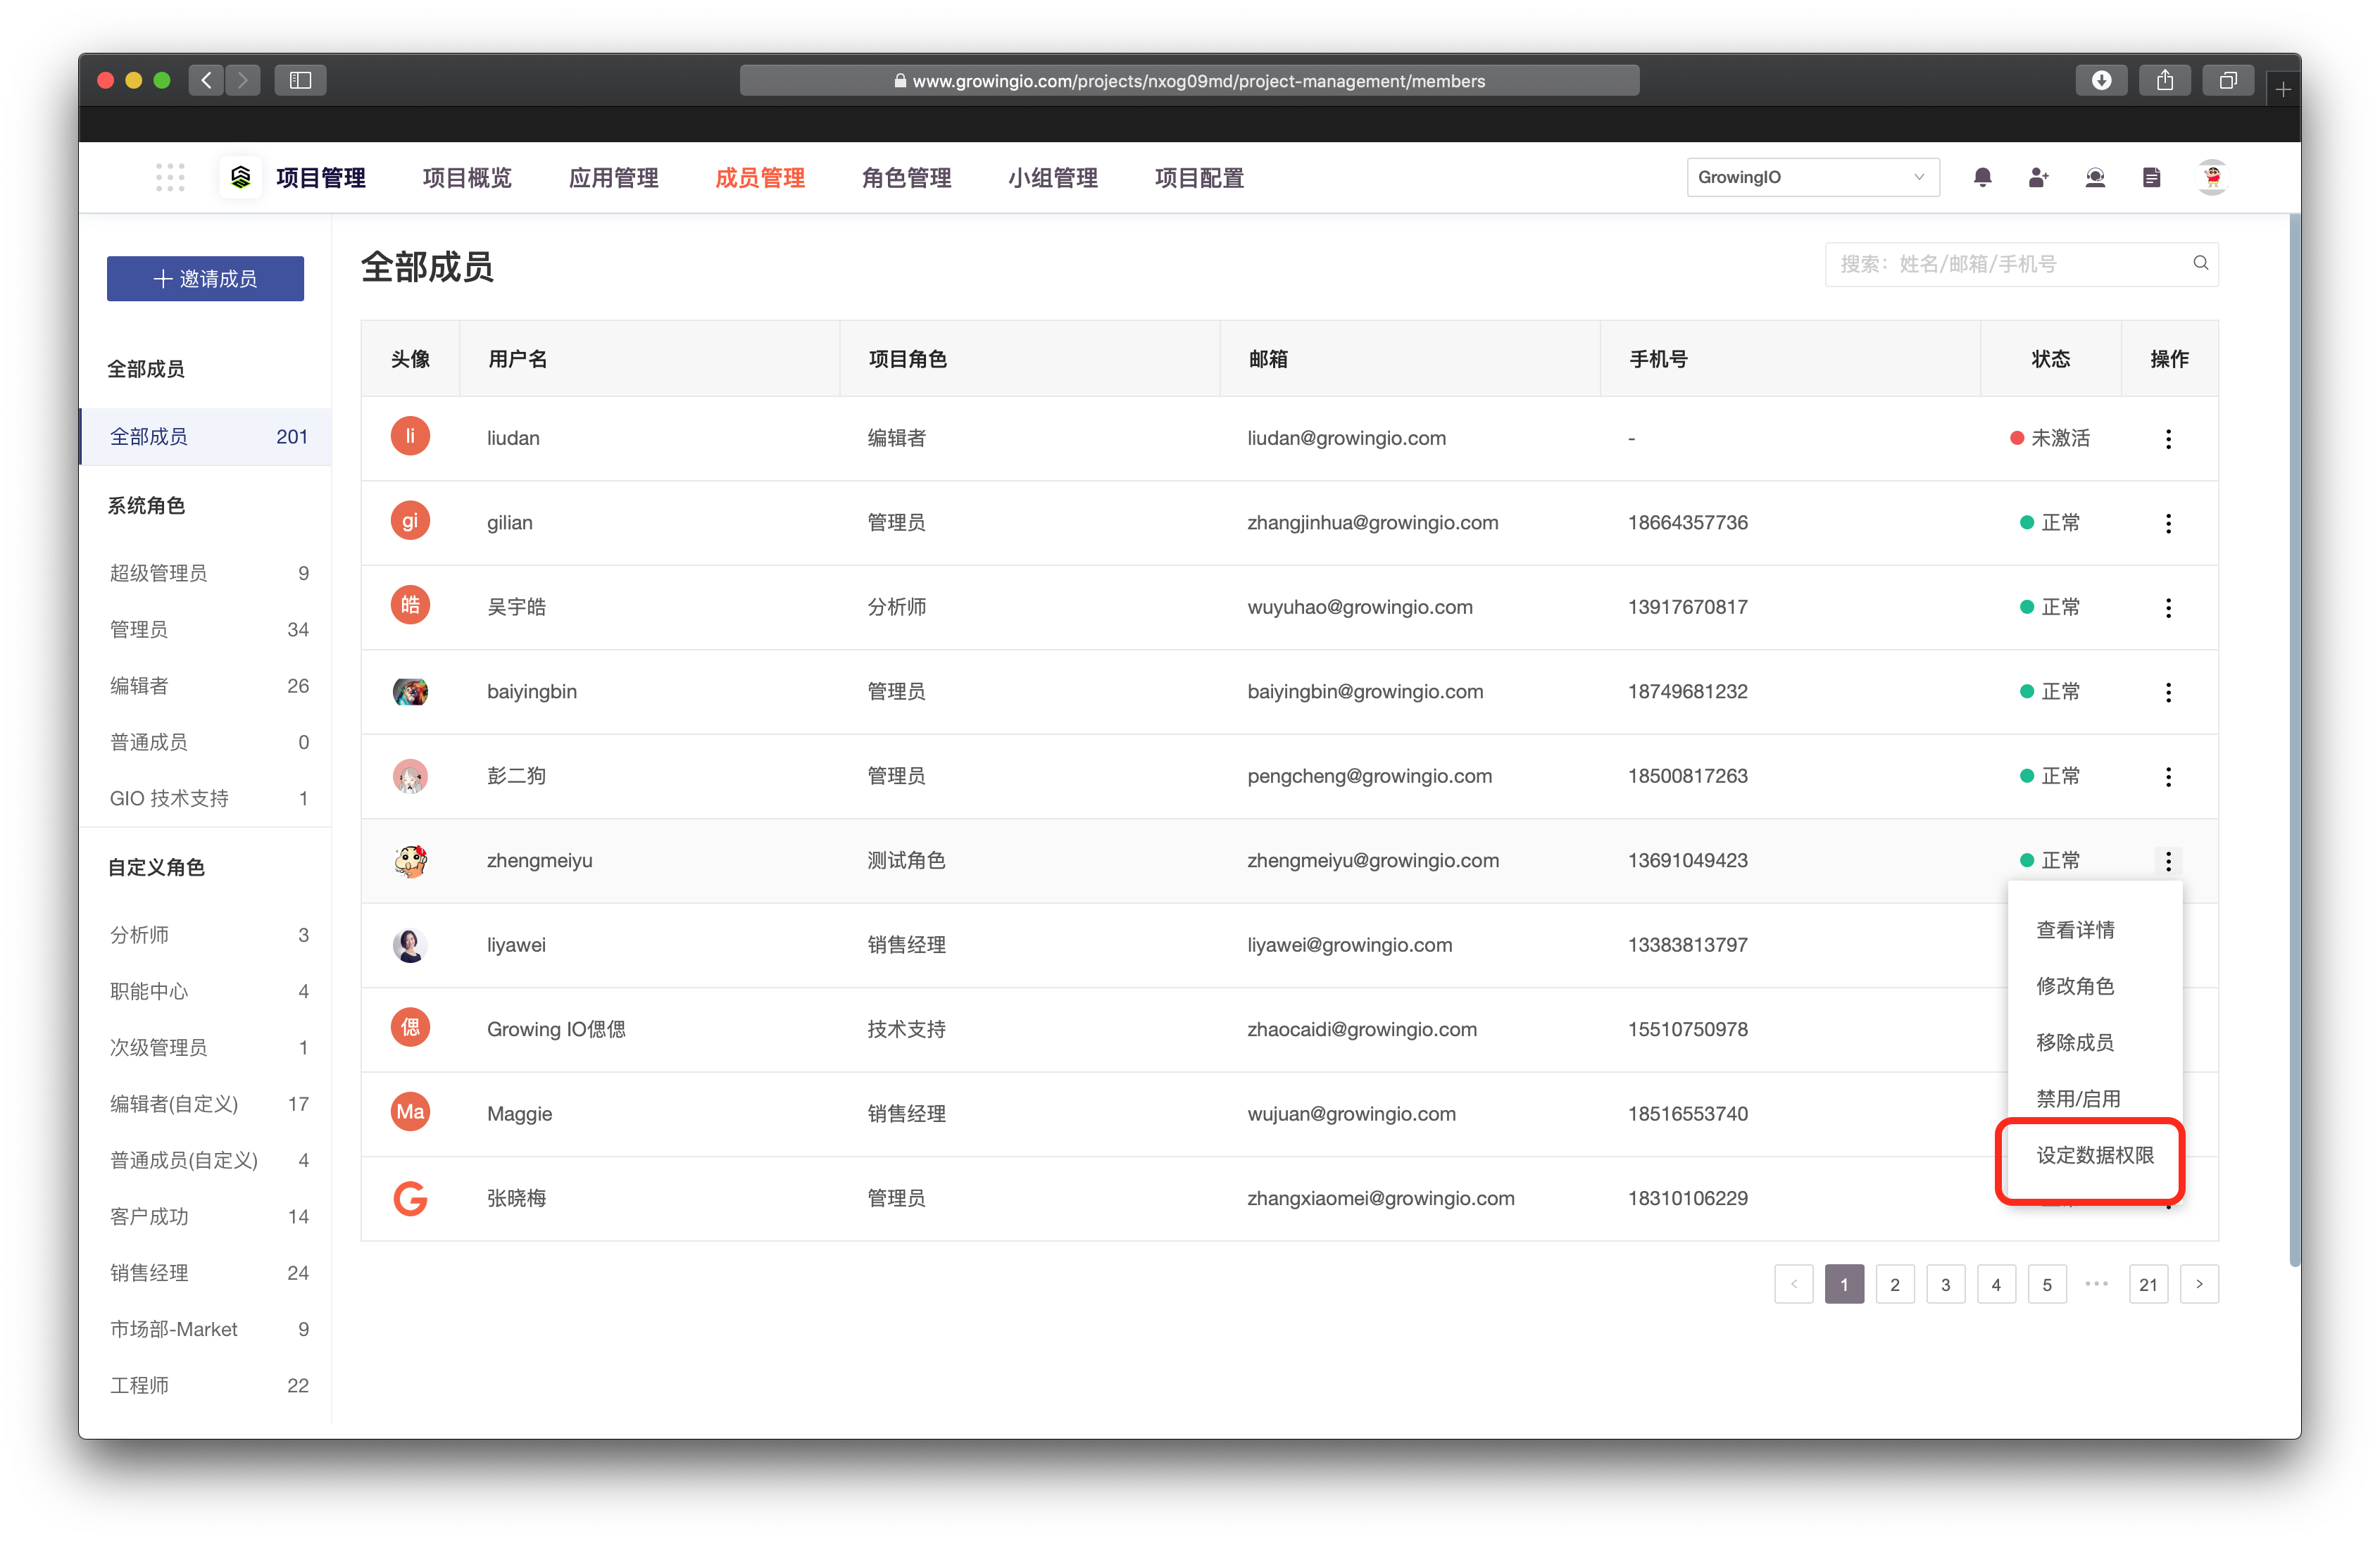 www.growingio.com/projects/nxog09md/project-management/members
项目管理 项目概览 应用管理 成员管理 角色管理 小组管理 项目配置 GrowingIO
+ 邀请成员
全部成员
全部成员 201
系统角色
超级管理员 9
管理员 34
编辑者 26
普通成员 0
GIO 技术支持 1
自定义角色
分析师 3
职能中心 4
次级管理员 1
编辑者(自定义) 17
普通成员(自定义) 4
客户成功 14
销售经理 24
市场部-Market 9
工程师 22
全部成员
搜索：姓名/邮箱/手机号
头像 用户名 项目角色 邮箱 手机号 状态 操作
li liudan 编辑者 liudan@growingio.com - 未激活
gi gilian 管理员 zhangjinhua@growingio.com 18664357736 正常
皓 吴宇皓 分析师 wuyuhao@growingio.com 13917670817 正常
baiyingbin 管理员 baiyingbin@growingio.com 18749681232 正常
彭二狗 管理员 pengcheng@growingio.com 18500817263 正常
zhengmeiyu 测试角色 zhengmeiyu@growingio.com 13691049423 正常
liyawei 销售经理 liyawei@growingio.com 13383813797
偲 Growing IO偲偲 技术支持 zhaocaidi@growingio.com 15510750978
Ma Maggie 销售经理 wujuan@growingio.com 18516553740
G 张晓梅 管理员 zhangxiaomei@growingio.com 18310106229
查看详情
修改角色
移除成员
禁用/启用
设定数据权限
< 1 2 3 4 5 ••• 21 >